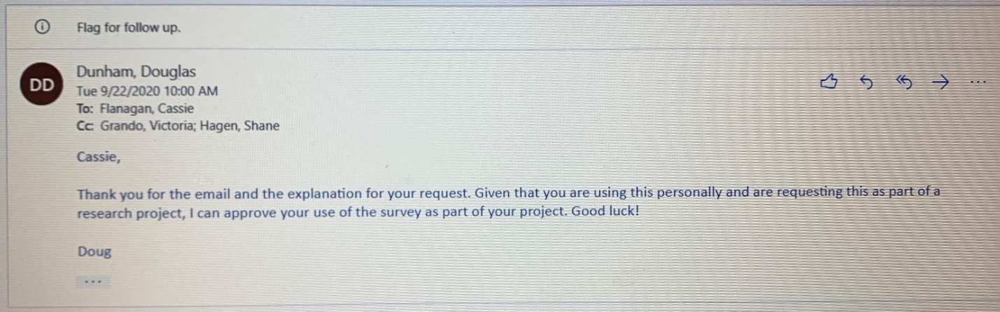 Flag for follow up.
DD
Dunham, Douglas
Tue 9/22/2020 10:00 AM
To: Flanagan, Cassie
Cc: Grando, Victoria; Hagen, Shane
Cassie,
Thank you for the email and the explanation for your request. Given that you are using this personally and are requesting this as part of a
research project, I can approve your use of the survey as part of your project. Good luck!
Doug
...